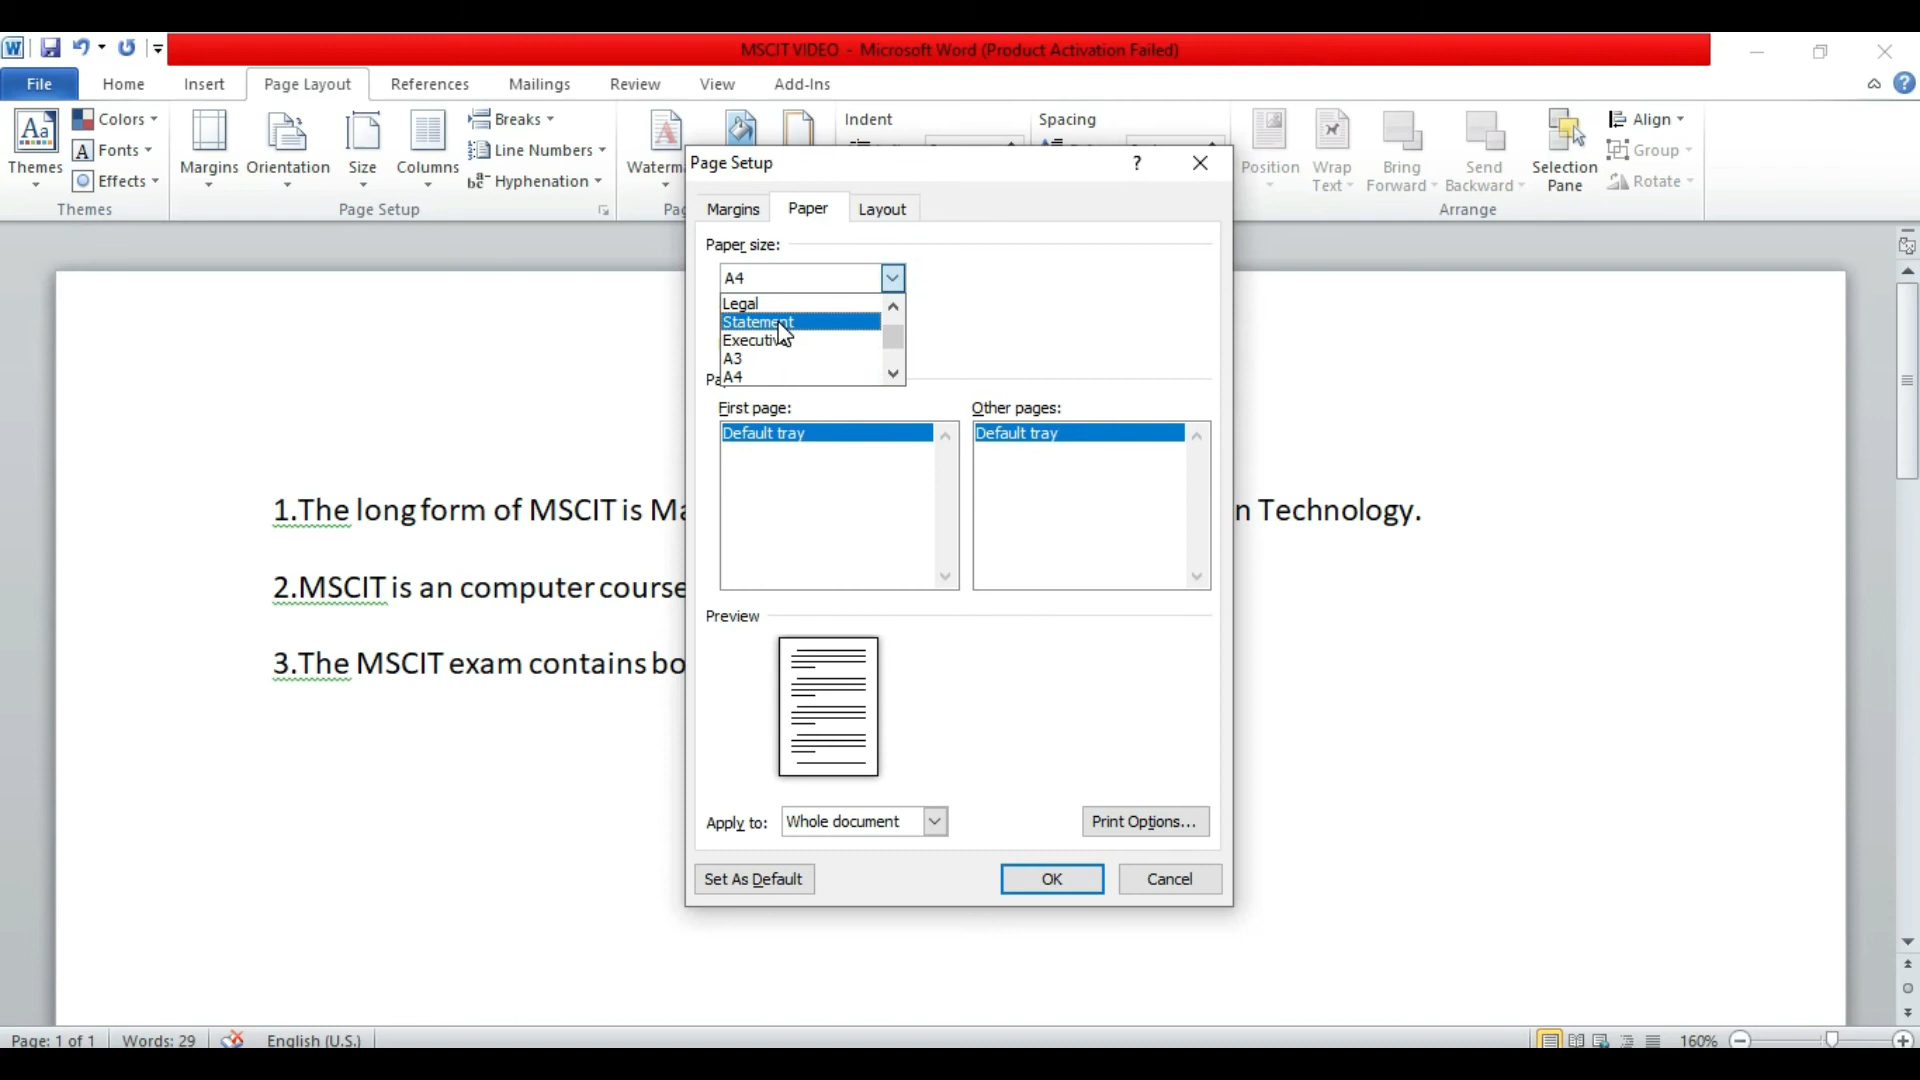 MSCIT VIDEO - Microsoft Word (Product Activation Failed)
File Home Insert Page Layout References Mailings Review View Add-Ins
Themes
Colors
Fonts
Effects
Themes
Margins Orientation Size Columns
Breaks
Line Numbers
Hyphenation
Page Setup
Indent
Spacing
Position
Wrap Text
Bring Forward
Send Backward
Selection Pane
Align
Group
Rotate
Arrange
Page Setup
Margins Paper Layout
Paper size:
A4
Legal
Statement
Executive
A3
A4
First page: Other pages:
Default tray Default tray
Preview
Apply to: Whole document Print Options...
Set As Default OK Cancel
1.The long form of MSCIT is Ma n Technology.
2.MSCIT is an computer course
3.The MSCIT exam contains bo
Page: 1 of 1 Words: 29 English (U.S.) 160%